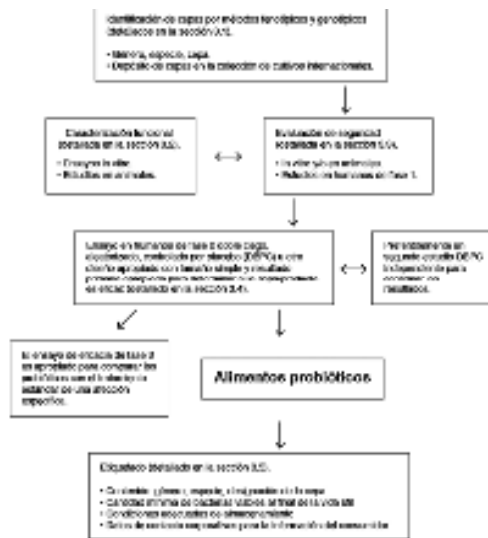 Identificación de cepas por métodos fenotípicos y genotípicos
(detallados en la sección 3.1).
• Género, especie, cepa.
• Depósito de cepas en la colección de cultivos internacionales.
Caracterización funcional
(detallada en la sección 3.2).
• Ensayos in vitro.
• Estudios en animales.
Evaluación de seguridad
(detallada en la sección 3.3).
• In vitro y/o en animales.
• Estudios en humanos de fase 1.
Ensayo en humanos de fase 2 doble ciego,
aleatorizado, controlado por placebo (DBPC) u otro
diseño apropiado con tamaño simple y resultado
primario para determinar si
es eficaz (detallado en la sección 3.4).
Preferiblemente un
segundo estudio DBPC
independiente para
confirmar los
resultados.
El ensayo de eficacia de fase 3
es apropiado para comparar los
probióticos con el tratamiento
estándar de una afección
específica.
Alimentos probióticos
Etiquetado (detallado en la sección 3.5).
• Contenido: género, especie, designación de la cepa
• Cantidad mínima de bacterias viables al final de la vida útil
• Condiciones adecuadas de almacenamiento
• Datos de contacto corporativos para la información del consumidor